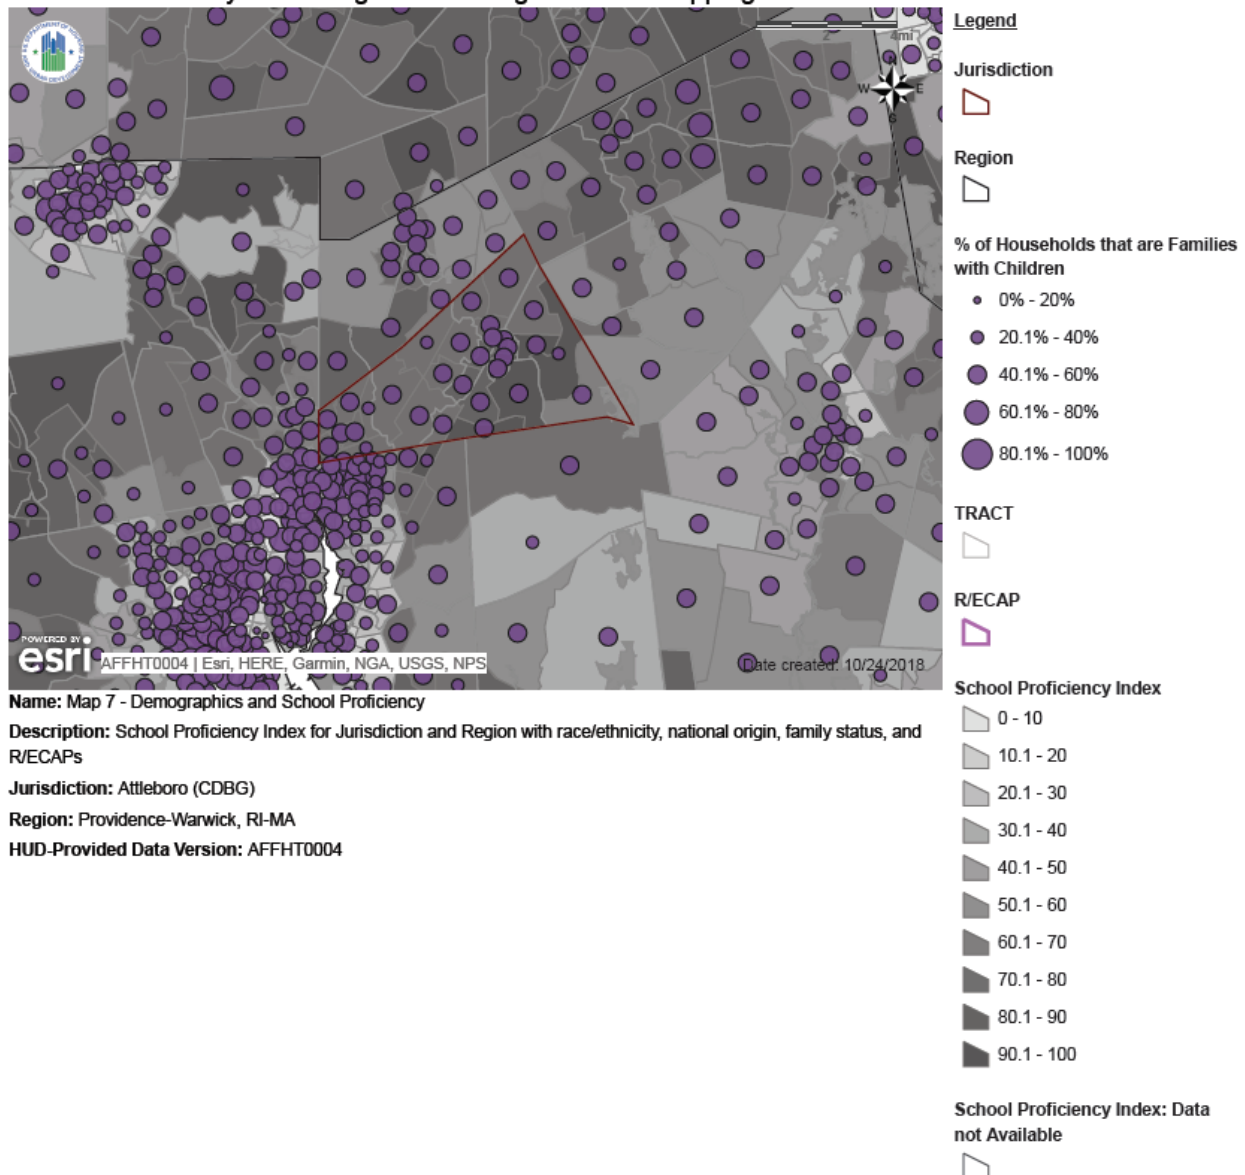 Legend
2
4mi
N
W
E
S
Jurisdiction
Region
% of Households that are Families
with Children
0% - 20%
20.1% - 40%
40.1% - 60%
60.1% - 80%
80.1% - 100%
TRACT
R/ECAP
School Proficiency Index
0 - 10
10.1 - 20
20.1 - 30
30.1 - 40
40.1 - 50
50.1 - 60
60.1 - 70
70.1 - 80
80.1 - 90
90.1 - 100
School Proficiency Index: Data
not Available
POWERED BY
esri
AFFHT0004 | Esri, HERE, Garmin, NGA, USGS, NPS
Date created: 10/24/2018
Name: Map 7 - Demographics and School Proficiency
Description: School Proficiency Index for Jurisdiction and Region with race/ethnicity, national origin, family status, and
R/ECAPs
Jurisdiction: Attleboro (CDBG)
Region: Providence-Warwick, RI-MA
HUD-Provided Data Version: AFFHT0004